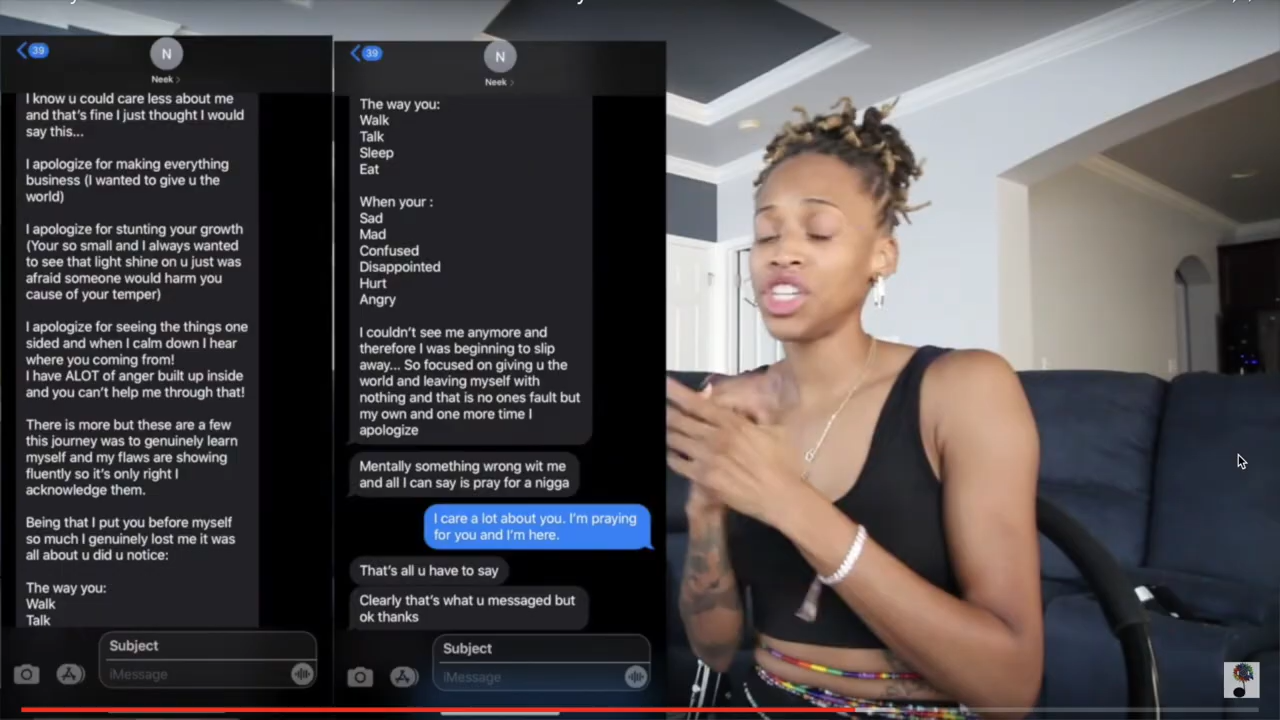 39
N
Neek
I know u could care less about me
and that's fine I just thought I would
say this...
I apologize for making everything
business (I wanted to give u the
world)
I apologize for stunting your growth
(Your so small and I always wanted
to see that light shine on u just was
afraid someone would harm you
cause of your temper)
I apologize for seeing the things one
sided and when I calm down I hear
where you coming from!
I have ALOT of anger built up inside
and you can't help me through that!
There is more but these are a few
this journey was to genuinely learn
myself and my flaws are showing
fluently so it's only right I
acknowledge them.
Being that I put you before myself
so much I genuinely lost me it was
all about u did u notice:
The way you:
Walk
Talk
Subject
iMessage
39
N
Neek
The way you:
Walk
Talk
Sleep
Eat
When your :
Sad
Mad
Confused
Disappointed
Hurt
Angry
I couldn't see me anymore and
therefore I was beginning to slip
away... So focused on giving u the
world and leaving myself with
nothing and that is no ones fault but
my own and one more time I
apologize
Mentally something wrong wit me
and all I can say is pray for a nigga
I care a lot about you. I'm praying
for you and I'm here.
That's all u have to say
Clearly that's what u messaged but
ok thanks
Subject
iMessage